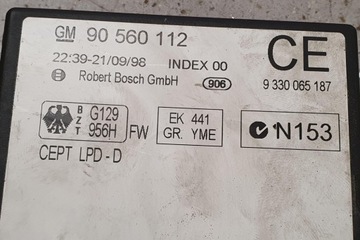 GM 90 560 112
CE
22:39-21/09/98 INDEX 00
Robert Bosch GmbH 906
9 330 065 187
BZT G129 956H FW
EK 441
GR. YME
N153
CEPT LPD-D